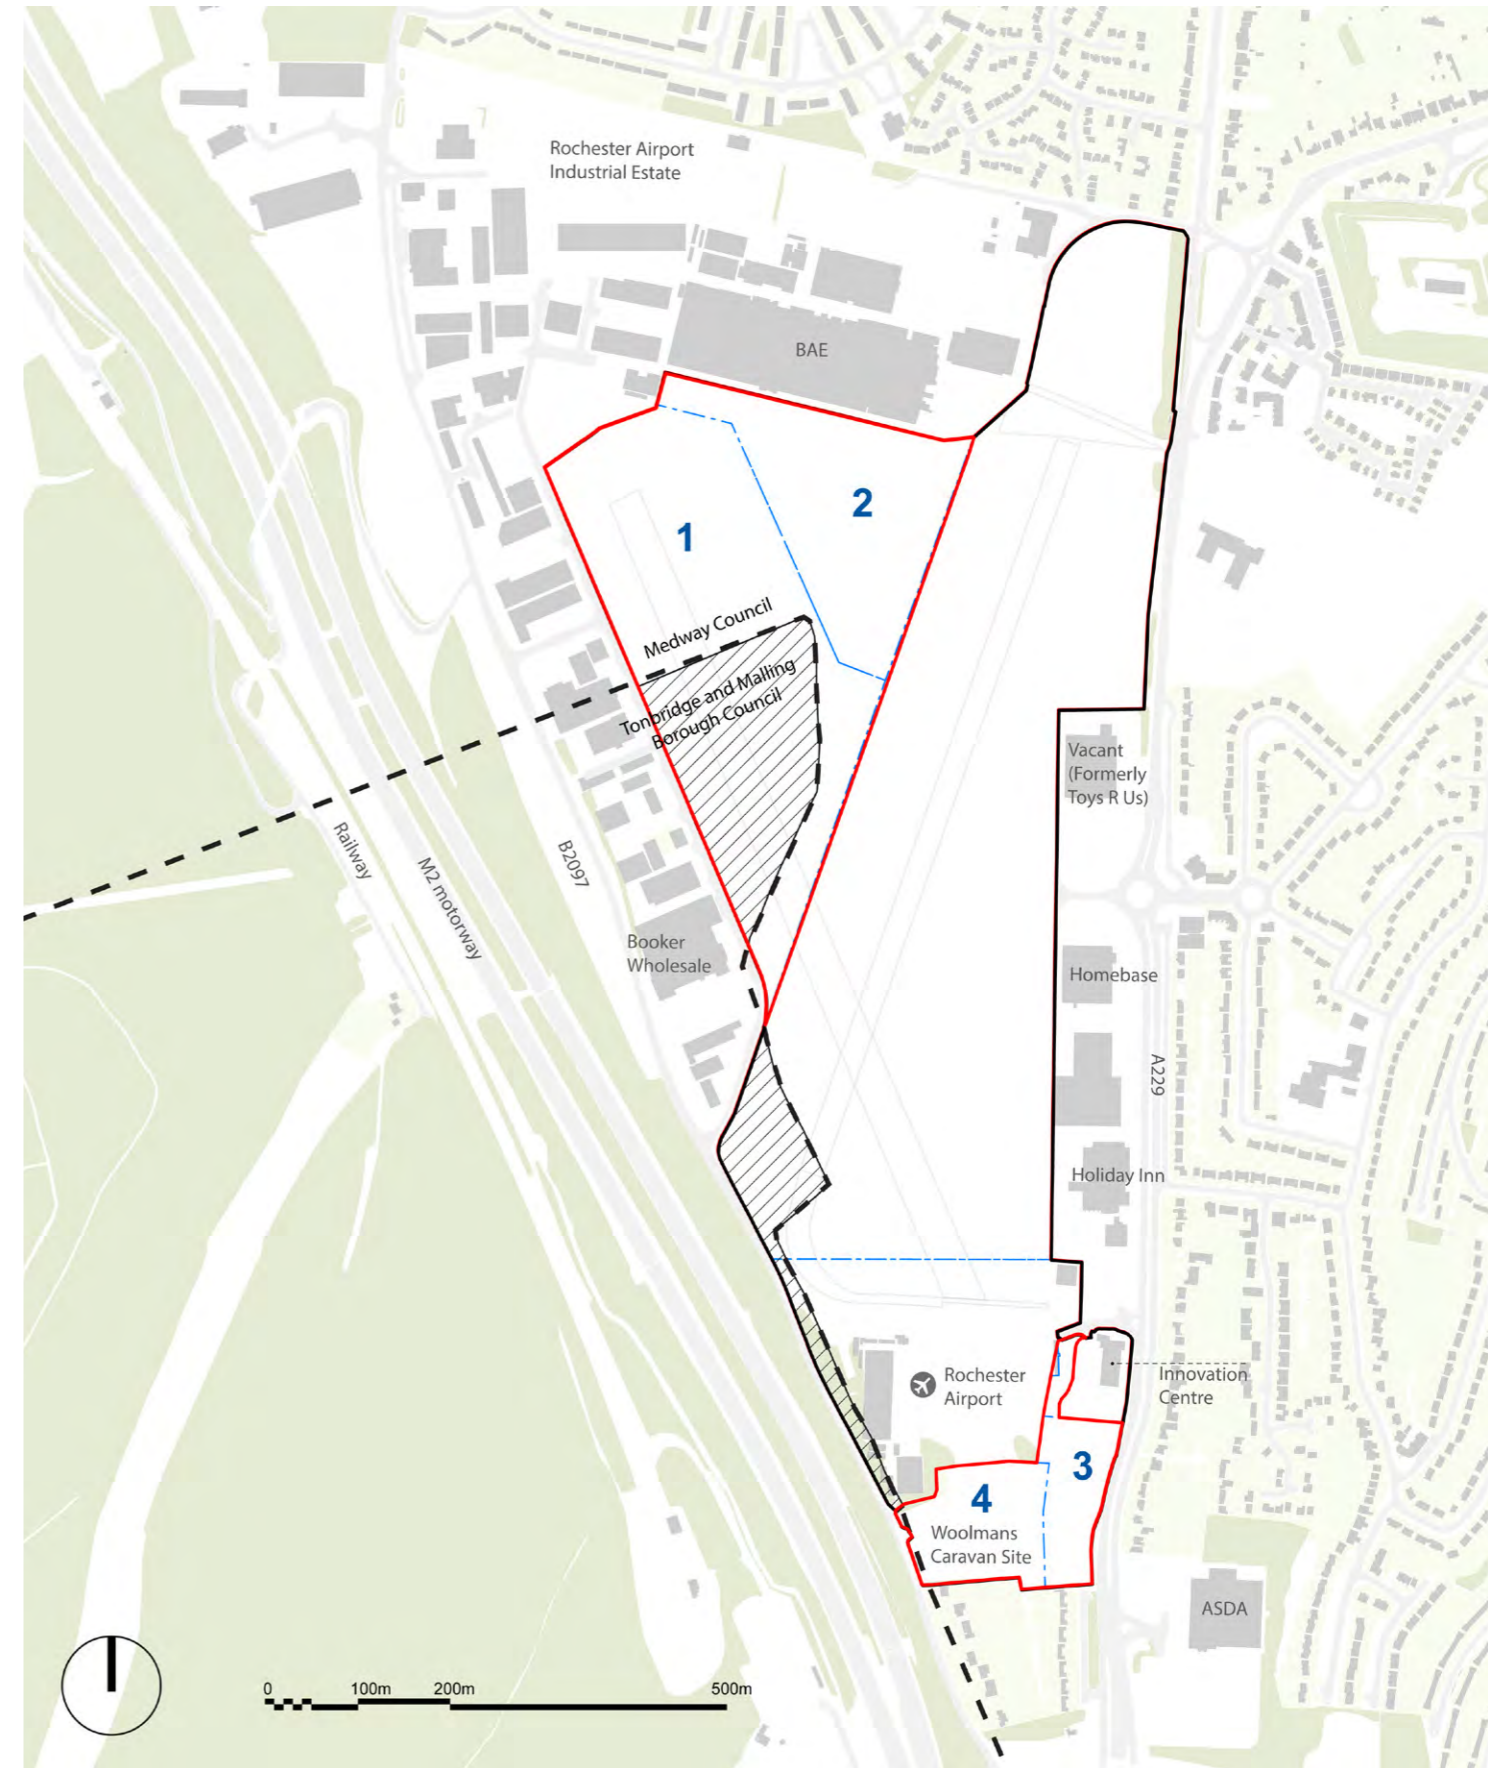 Rochester Airport
Industrial Estate
BAE
2
1
Medway Council
Tonbridge and Malling
Borough Council
Vacant
(Formerly
Toys R Us)
Railway
M2 motorway
B2097
Booker
Wholesale
Homebase
A229
Holiday Inn
Rochester
Airport
Innovation
Centre
3
4
Woolmans
Caravan Site
ASDA
0 100m 200m 500m